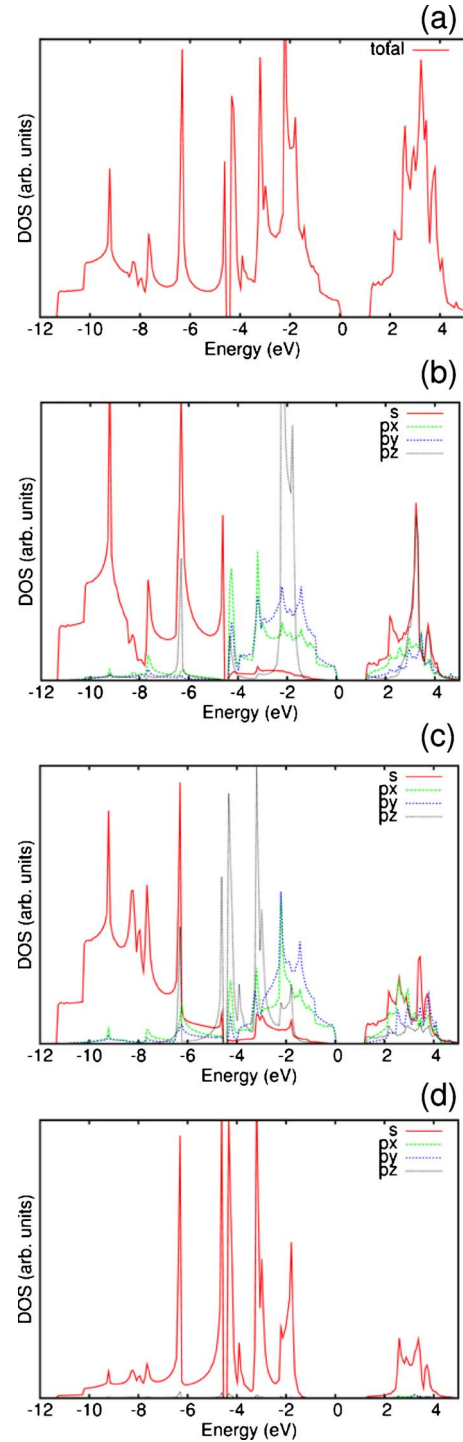 (a)
total
DOS (arb. units)
-12 -10 -8 -6 -4 -2 0 2 4
Energy (eV)
(b)
s
px
py
pz
DOS (arb. units)
-12 -10 -8 -6 -4 -2 0 2 4
Energy (eV)
(c)
s
px
py
pz
DOS (arb. units)
-12 -10 -8 -6 -4 -2 0 2 4
Energy (eV)
(d)
s
px
py
pz
DOS (arb. units)
-12 -10 -8 -6 -4 -2 0 2 4
Energy (eV)